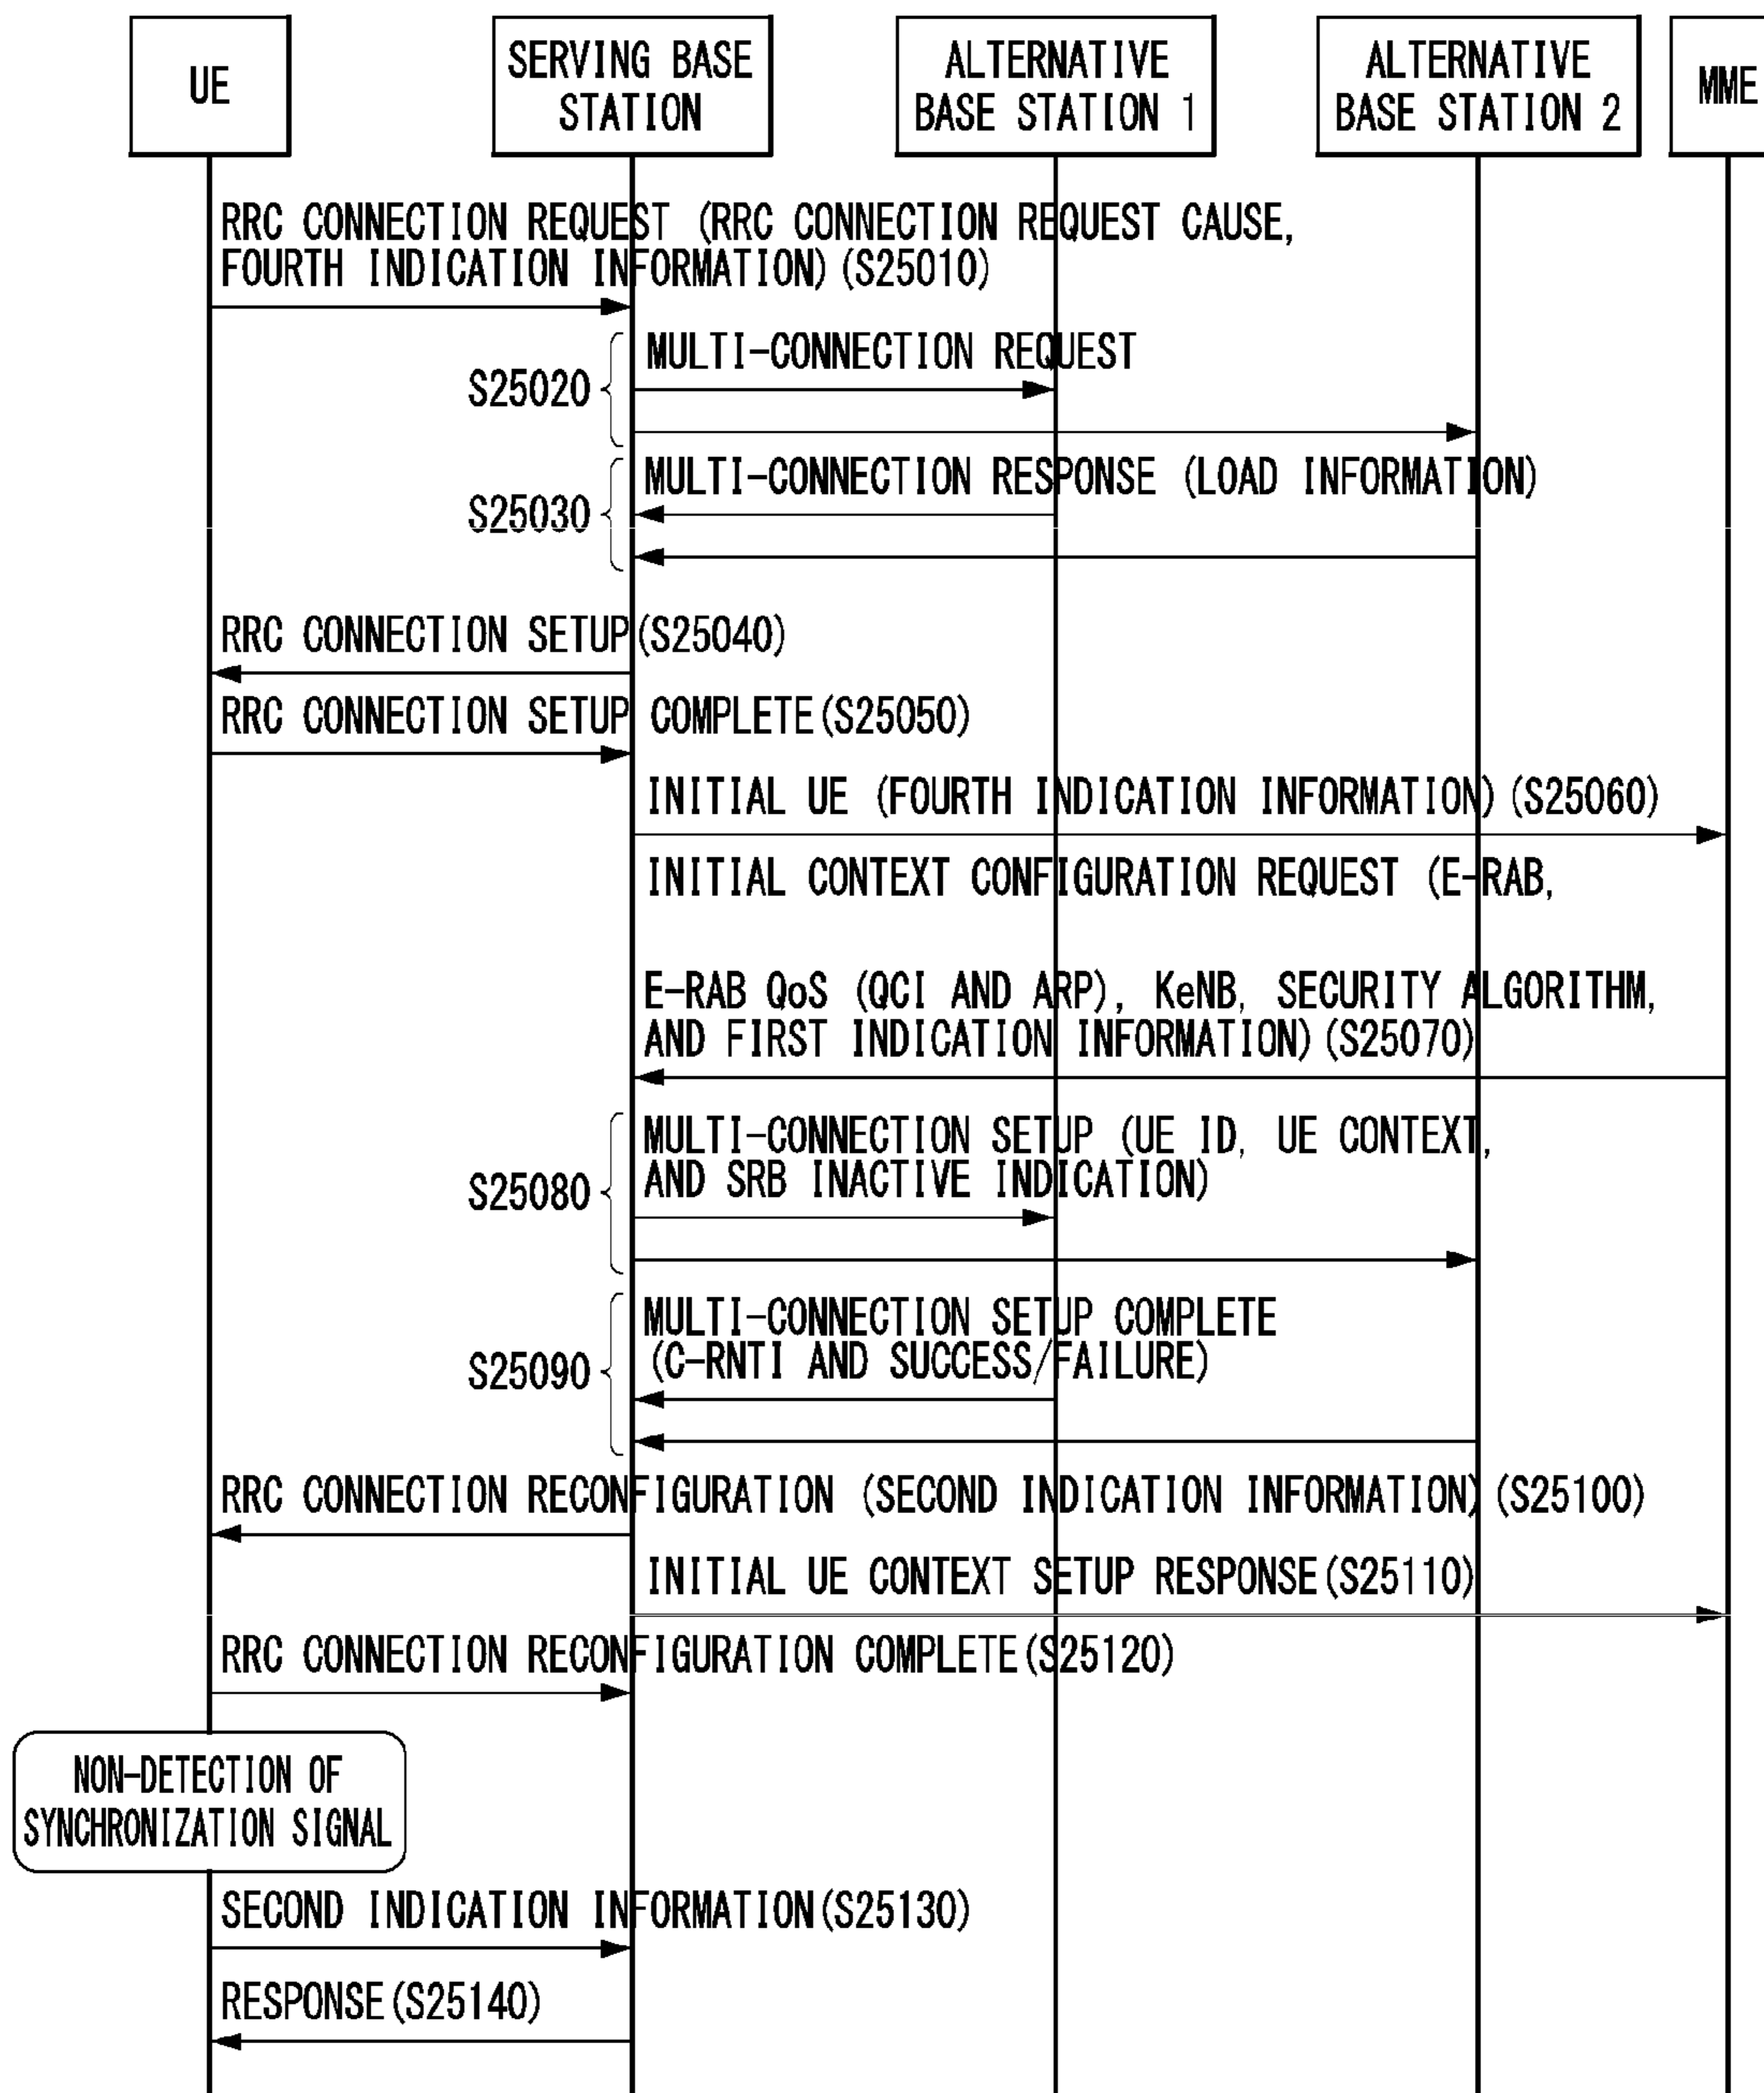 UE
SERVING BASE
STATION
ALTERNATIVE
BASE STATION 1
ALTERNATIVE
BASE STATION 2
MME
RRC CONNECTION REQUEST (RRC CONNECTION REQUEST CAUSE,
FOURTH INDICATION INFORMATION)(S25010)
MULTI-CONNECTION REQUEST
S25020
MULTI-CONNECTION RESPONSE (LOAD INFORMATION)
S25030
RRC CONNECTION SETUP(S25040)
RRC CONNECTION SETUP COMPLETE(S25050)
INITIAL UE (FOURTH INDICATION INFORMATION)(S25060)
INITIAL CONTEXT CONFIGURATION REQUEST (E-RAB,
E-RAB QoS (QCI AND ARP), KeNB, SECURITY ALGORITHM,
AND FIRST INDICATION INFORMATION)(S25070)
MULTI-CONNECTION SETUP (UE ID, UE CONTEXT,
AND SRB INACTIVE INDICATION)
S25080
MULTI-CONNECTION SETUP COMPLETE
(C-RNTI AND SUCCESS/FAILURE)
S25090
RRC CONNECTION RECONFIGURATION (SECOND INDICATION INFORMATION)(S25100)
INITIAL UE CONTEXT SETUP RESPONSE(S25110)
RRC CONNECTION RECONFIGURATION COMPLETE(S25120)
NON-DETECTION OF
SYNCHRONIZATION SIGNAL
SECOND INDICATION INFORMATION(S25130)
RESPONSE(S25140)